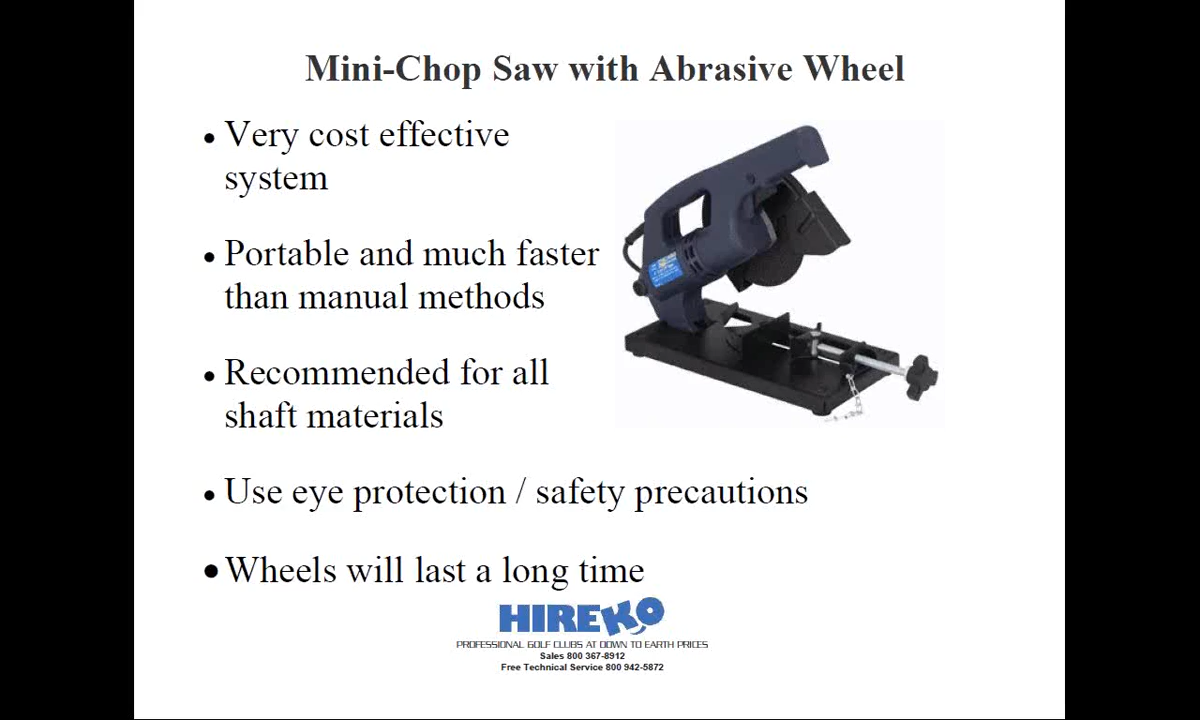 Mini-Chop Saw with Abrasive Wheel
• Very cost effective
system
• Portable and much faster
than manual methods
• Recommended for all
shaft materials
• Use eye protection / safety precautions
• Wheels will last a long time
HIREKO
PROFESSIONAL GOLF CLUBS AT DOWN TO EARTH PRICES
Sales 800 367-8912
Free Technical Service 800 942-5872